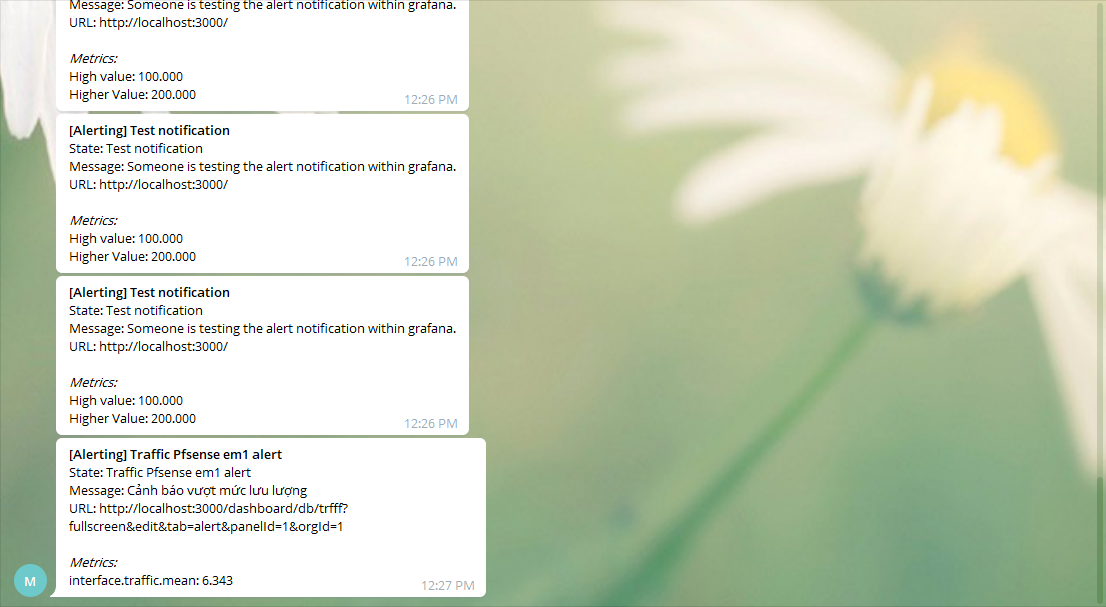 Message: Someone is testing the alert notification within grafana.
URL: http://localhost:3000/
Metrics:
High value: 100.000
Higher Value: 200.000
12:26 PM
[Alerting] Test notification
State: Test notification
Message: Someone is testing the alert notification within grafana.
URL: http://localhost:3000/
Metrics:
High value: 100.000
Higher Value: 200.000
12:26 PM
[Alerting] Test notification
State: Test notification
Message: Someone is testing the alert notification within grafana.
URL: http://localhost:3000/
Metrics:
High value: 100.000
Higher Value: 200.000
12:26 PM
[Alerting] Traffic Pfsense em1 alert
State: Traffic Pfsense em1 alert
Message: Cảnh báo vượt mức lưu lượng
URL: http://localhost:3000/dashboard/db/trfff?
fullscreen&edit&tab=alert&panelId=1&orgId=1
Metrics:
interface.traffic.mean: 6.343
12:27 PM
M